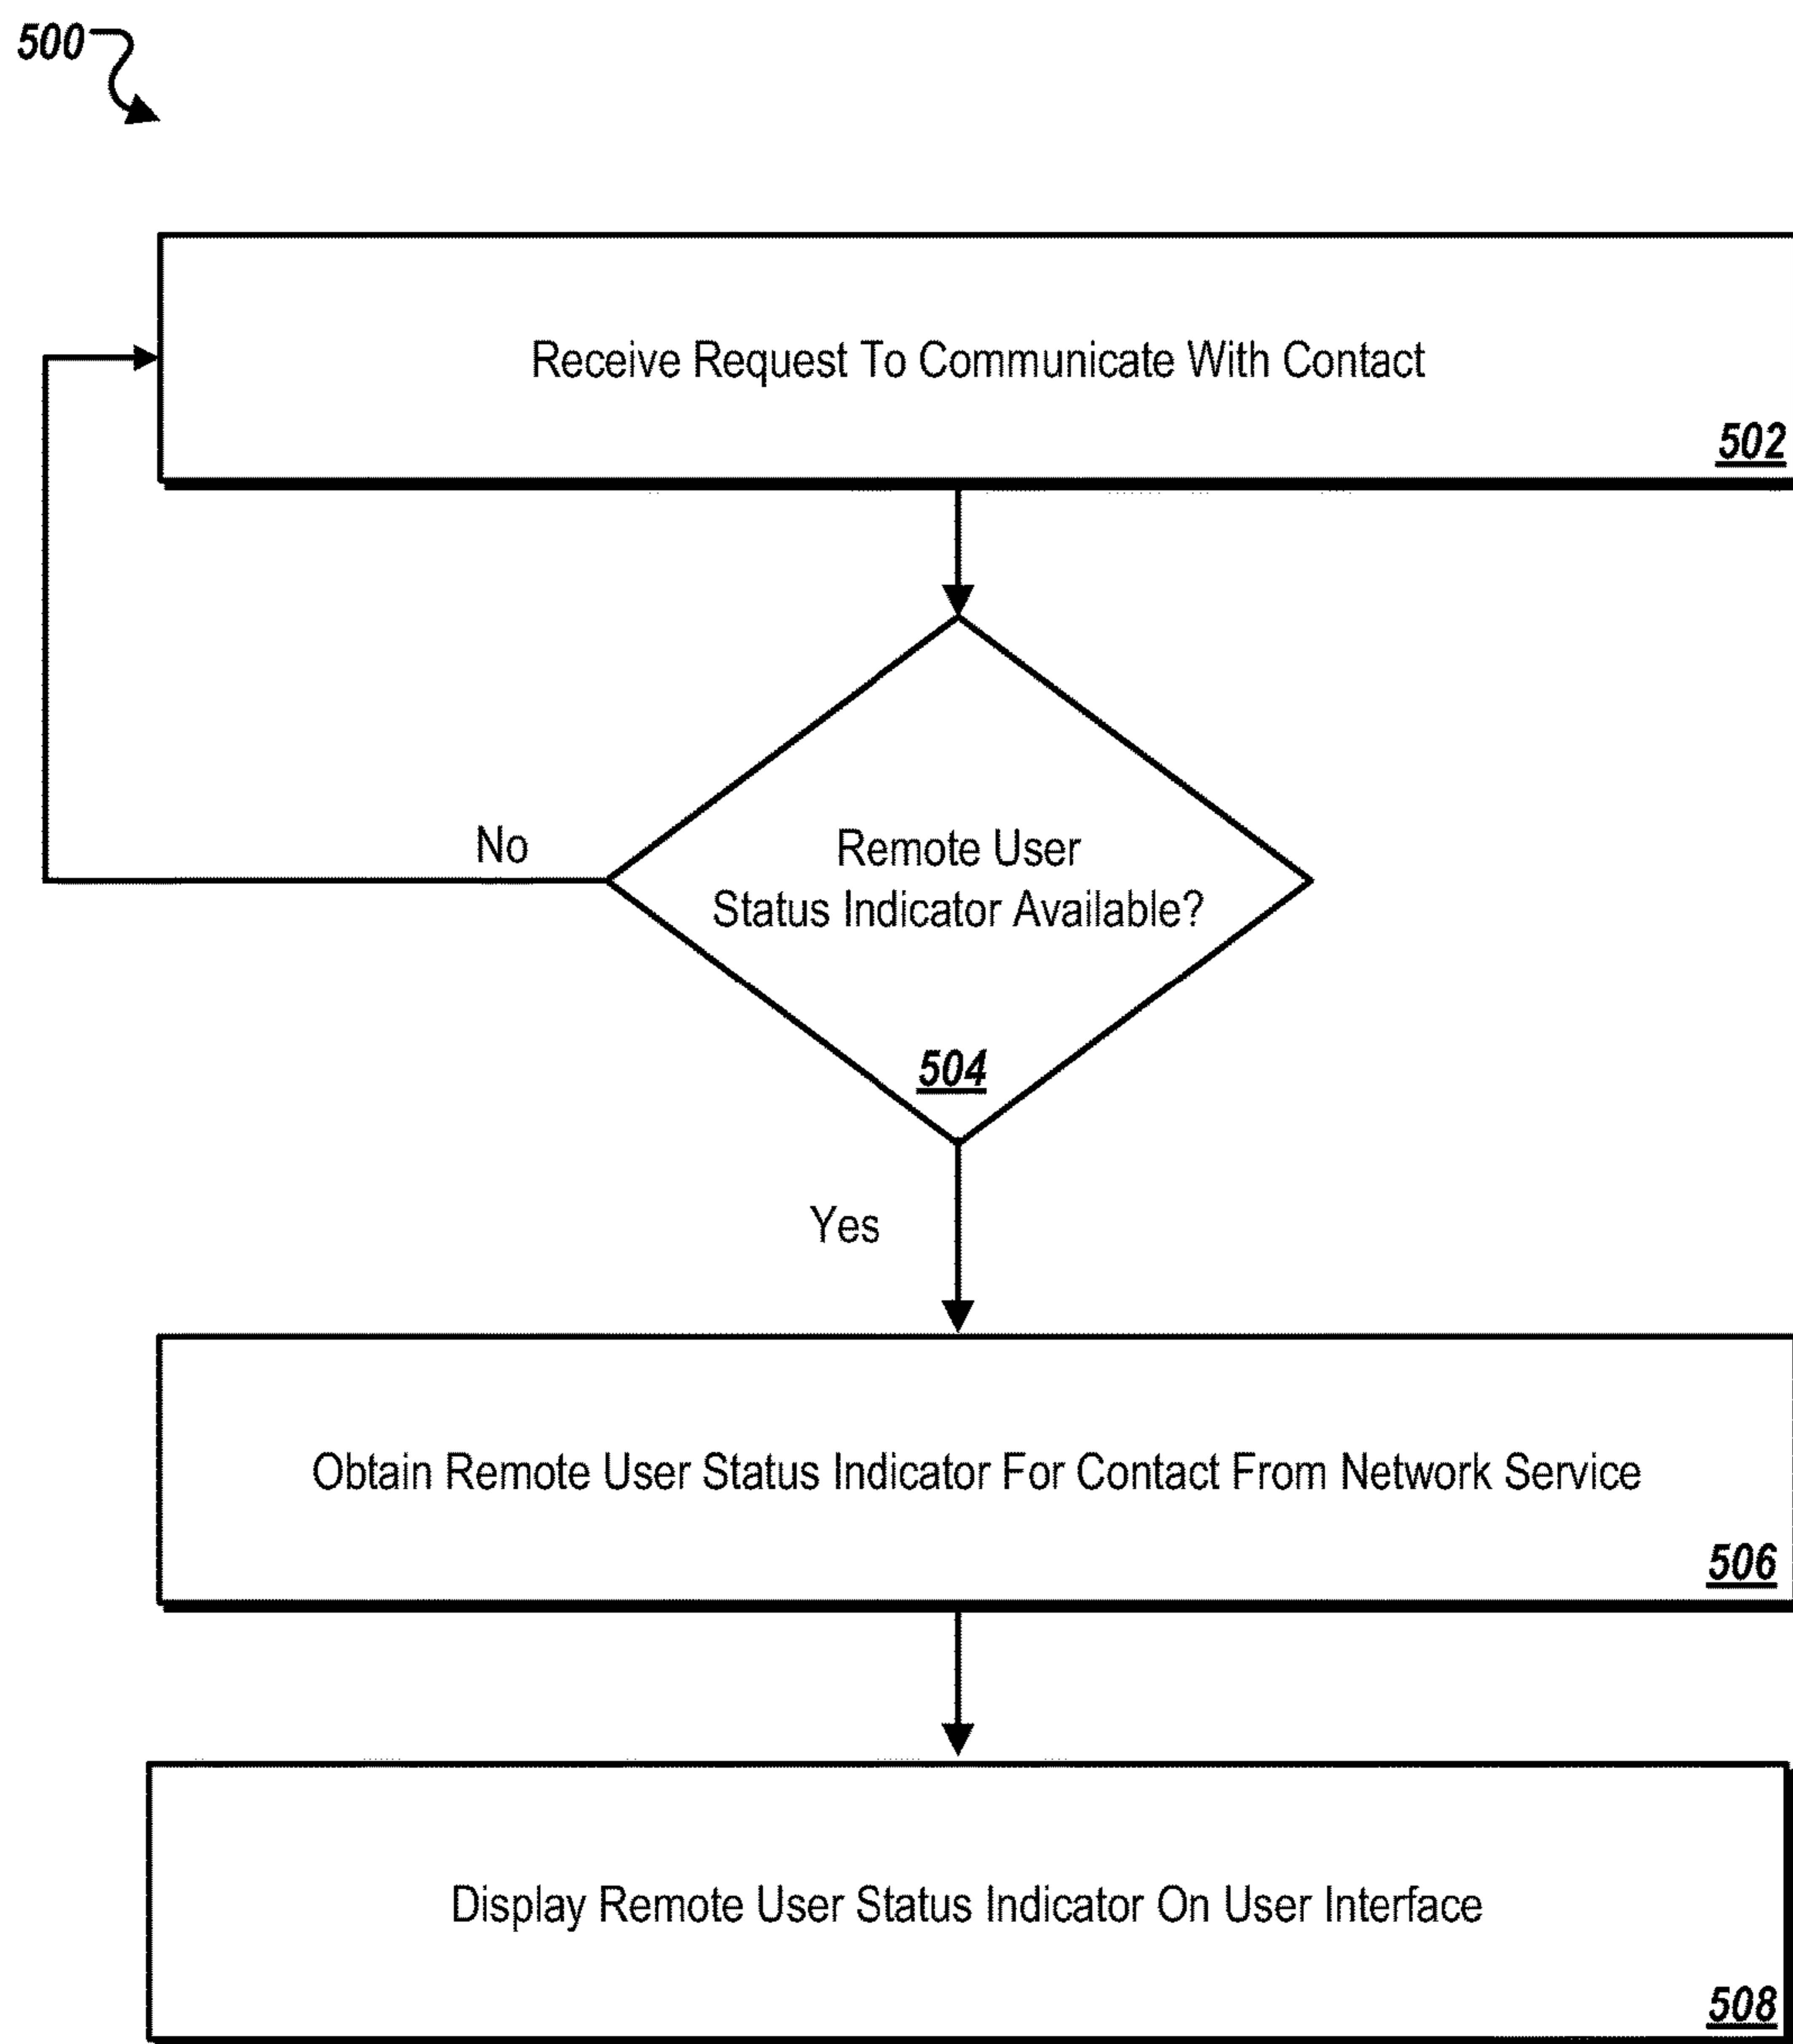 500
Receive Request To Communicate With Contact
502
No
Remote User
Status Indicator Available?
504
Yes
Obtain Remote User Status Indicator For Contact From Network Service
506
Display Remote User Status Indicator On User Interface
508